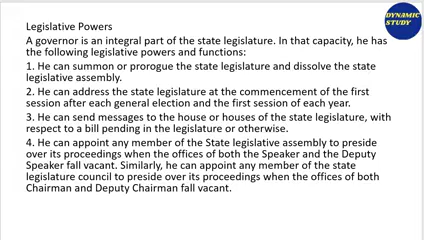 DYNAMIC
STUDY
Legislative Powers
A governor is an integral part of the state legislature. In that capacity, he has
the following legislative powers and functions:
1. He can summon or prorogue the state legislature and dissolve the state
legislative assembly.
2. He can address the state legislature at the commencement of the first
session after each general election and the first session of each year.
3. He can send messages to the house or houses of the state legislature, with
respect to a bill pending in the legislature or otherwise.
4. He can appoint any member of the State legislative assembly to preside
over its proceedings when the offices of both the Speaker and the Deputy
Speaker fall vacant. Similarly, he can appoint any member of the state
legislature council to preside over its proceedings when the offices of both
Chairman and Deputy Chairman fall vacant.